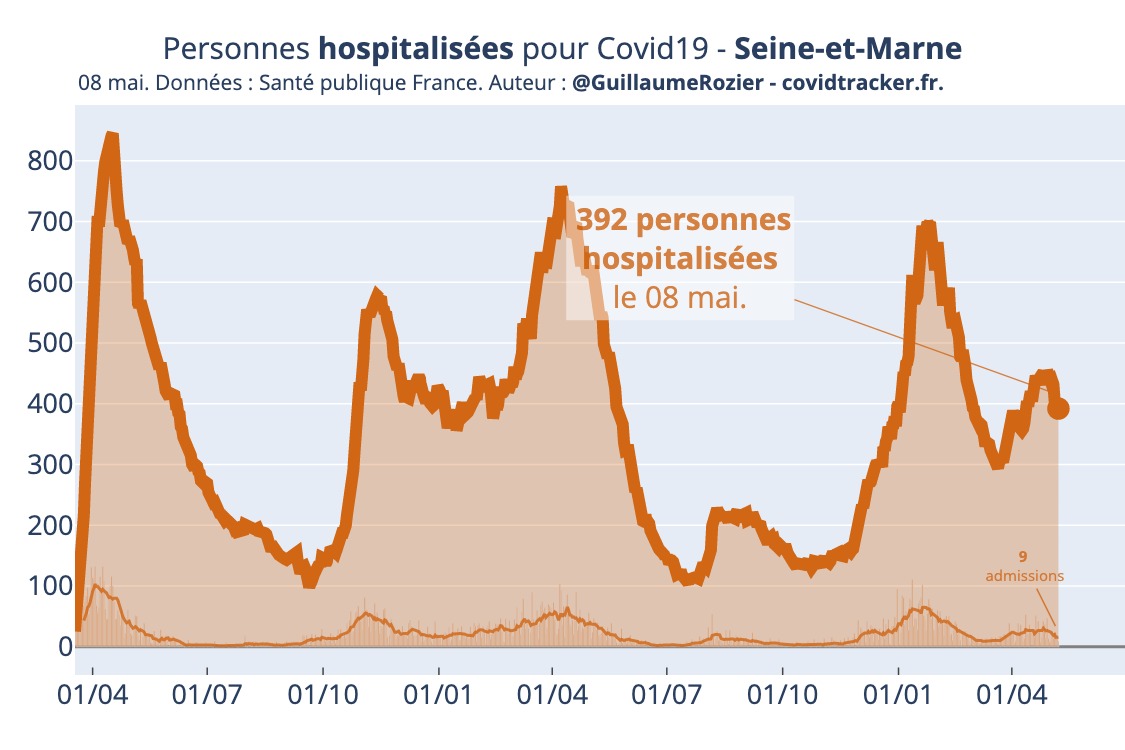 Personnes hospitalisées pour Covid19 - Seine-et-Marne
08 mai. Données : Santé publique France. Auteur : @GuillaumeRozier - covidtracker.fr.
800
700
600
500
400
300
200
100
0
392 personnes
hospitalisées
le 08 mai.
9
admissions
01/04 01/07 01/10 01/01 01/04 01/07 01/10 01/01 01/04